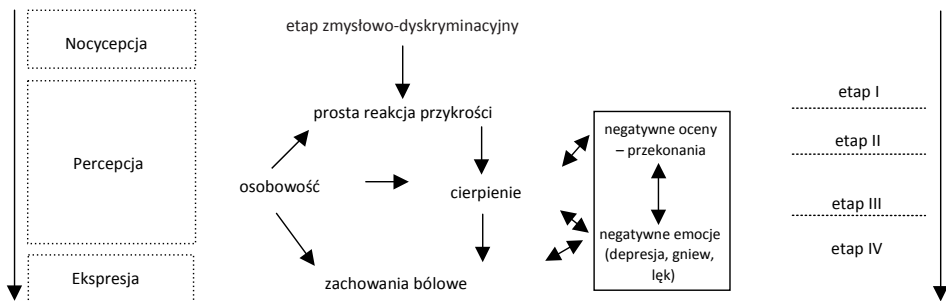 etap zmysłowo-dyskryminacyjny
Nocycepcja
etap I
prosta reakcja przykrości
negatywne oceny
– przekonania
etap II
Percepcja
osobowość
cierpienie
etap III
negatywne emocje
(depresja, gniew,
lęk)
etap IV
Ekspresja
zachowania bólowe